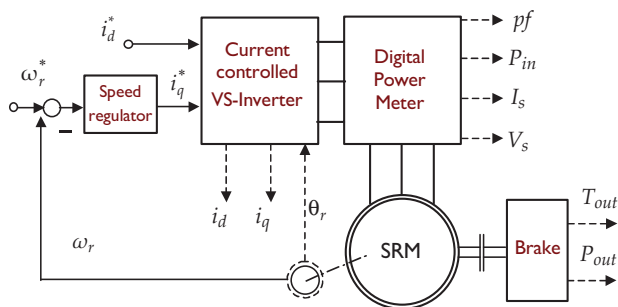 i_d^*
ω_r^*
Speed
regulator
i_q^*
Current
controlled
VS-Inverter
Digital
Power
Meter
pf
P_in
I_s
V_s
i_d
i_q
θ_r
ω_r
SRM
Brake
T_out
P_out